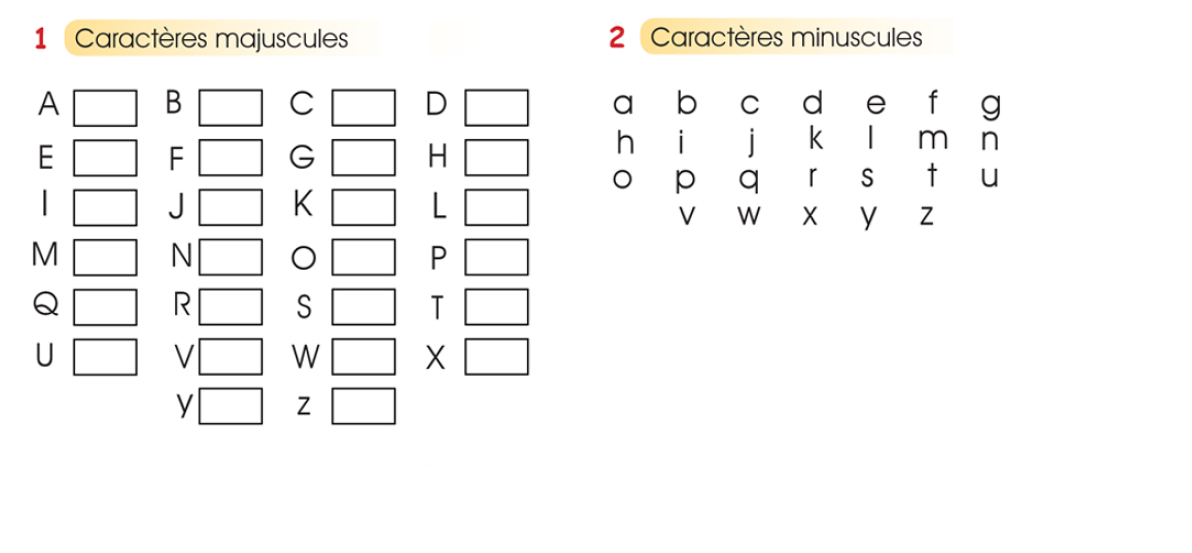 1 Caractères majuscules
A B C D
E F G H
I J K L
M N O P
Q R S T
U V W X
y z
2 Caractères minuscules
a b c d e f g
h i j k l m n
o p q r s t u
v w x y z